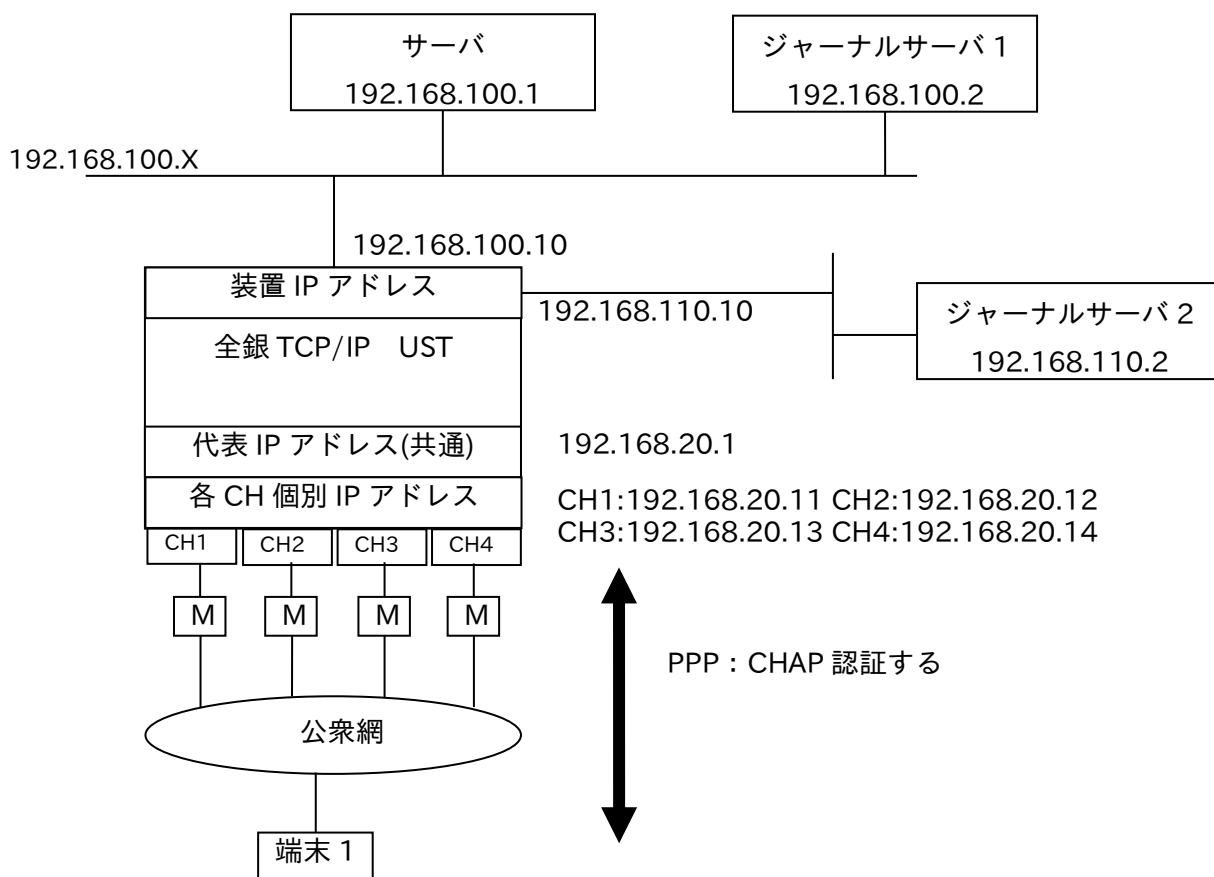 サーバ
192.168.100.1
ジャーナルサーバ 1
192.168.100.2
192.168.100.X
192.168.100.10
装置 IP アドレス
192.168.110.10
ジャーナルサーバ 2
192.168.110.2
全銀 TCP/IP　UST
代表 IP アドレス(共通)
192.168.20.1
各 CH 個別 IP アドレス
CH1:192.168.20.11 CH2:192.168.20.12
CH3:192.168.20.13 CH4:192.168.20.14
CH1
CH2
CH3
CH4
M
M
M
M
PPP：CHAP 認証する
公衆網
端末 1